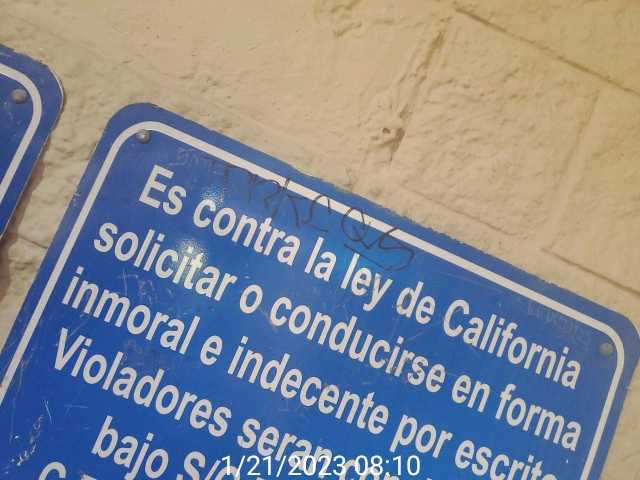 Es contra la ley de California
solicitar o conducirse en forma
inmoral e indecente por
Violadores seran
bajo
1/21/2023 08:10